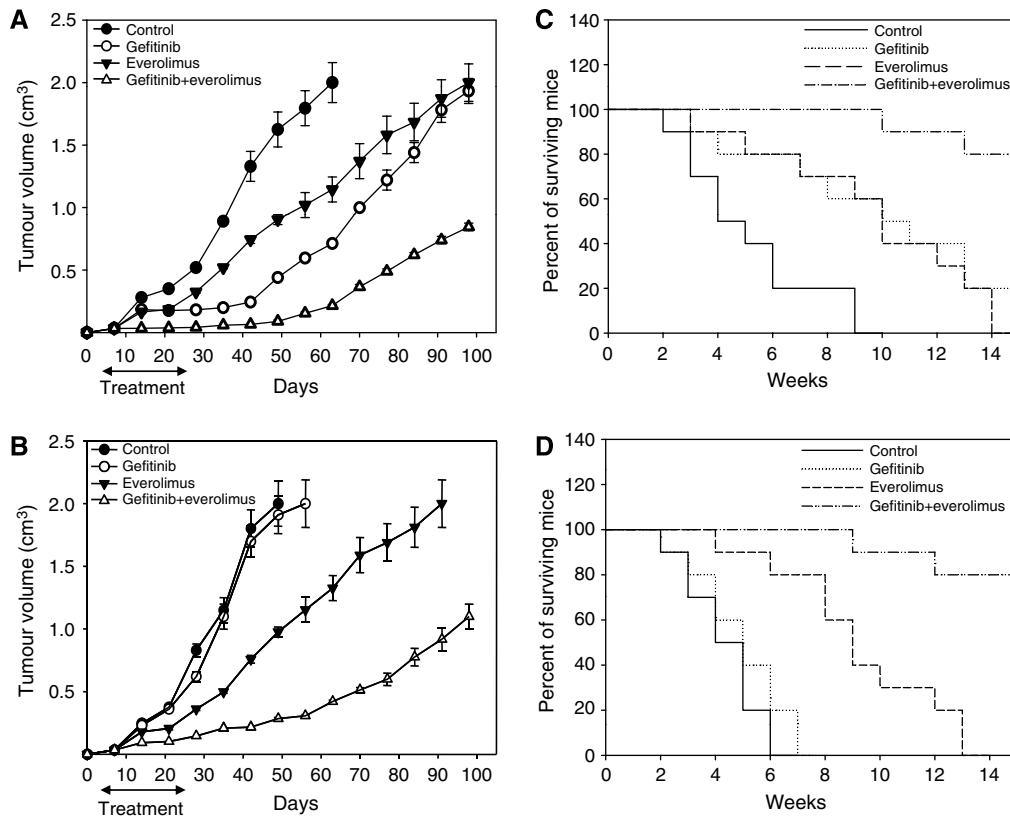 A
2.5
2.0
1.5
1.0
0.5
Tumour volume (cm³)
Control
Gefitinib
Everolimus
Gefitinib+everolimus
0 10 20 30 40 50 60 70 80 90 100
Treatment
Days
C
140
120
100
80
60
40
20
0
Percent of surviving mice
Control
Gefitinib
Everolimus
Gefitinib+everolimus
0 2 4 6 8 10 12 14
Weeks
B
2.5
2.0
1.5
1.0
0.5
Tumour volume (cm³)
Control
Gefitinib
Everolimus
Gefitinib+everolimus
0 10 20 30 40 50 60 70 80 90 100
Treatment
Days
D
140
120
100
80
60
40
20
0
Percent of surviving mice
Control
Gefitinib
Everolimus
Gefitinib+everolimus
0 2 4 6 8 10 12 14
Weeks